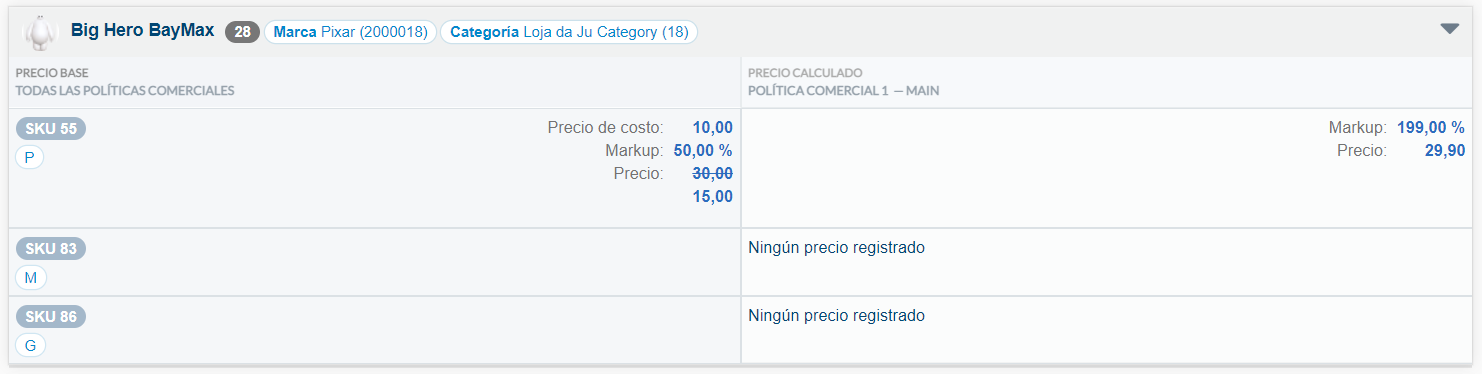 Big Hero BayMax 28 Marca Pixar (2000018) Categoría Loja da Ju Category (18)
PRECIO BASE
TODAS LAS POLÍTICAS COMERCIALES
PRECIO CALCULADO
POLÍTICA COMERCIAL 1 — MAIN
SKU 55
P
Precio de costo: 10,00
Markup: 50,00 %
Precio: 30,00
15,00
Markup: 199,00 %
Precio: 29,90
SKU 83
M
Ningún precio registrado
SKU 86
G
Ningún precio registrado